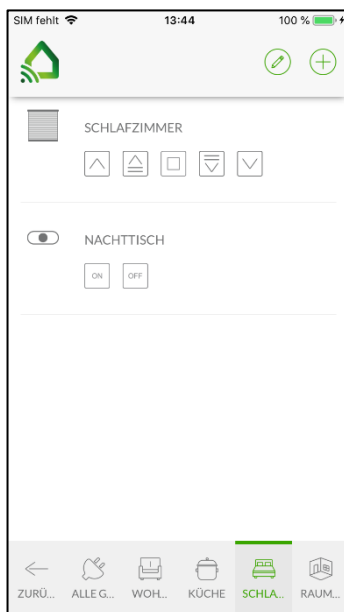 SIM fehlt 13:44 100 %
SCHLAFZIMMER
NACHTTISCH
ON OFF
ZURÜ... ALLE G... WOH... KÜCHE SCHLA... RAUM...